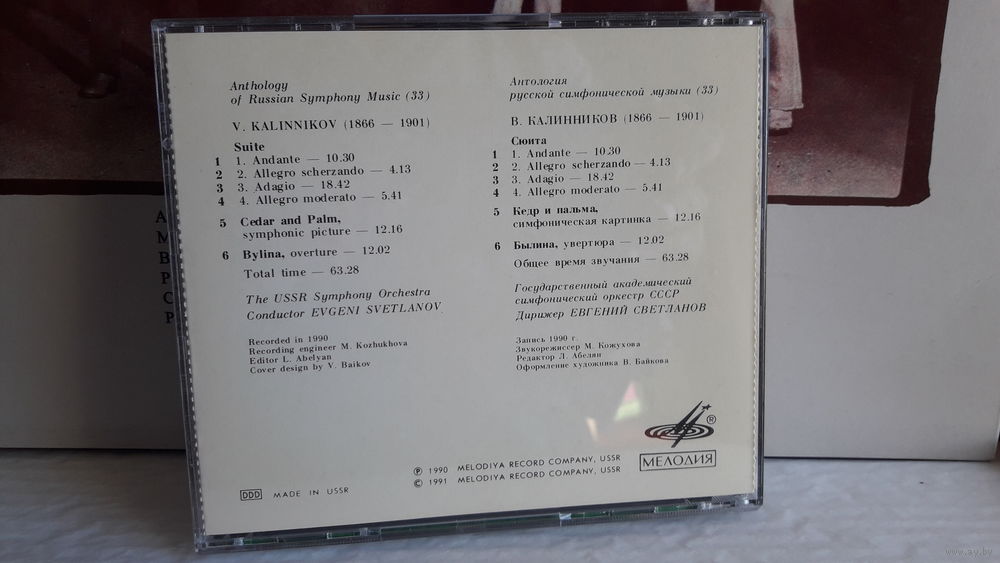 Anthology
of Russian Symphony Music (33)
V. KALINNIKOV (1866 — 1901)
Suite
1 1. Andante — 10.30
2 2. Allegro scherzando — 4.13
3 3. Adagio — 18.42
4 4. Allegro moderato — 5.41
5 Cedar and Palm,
symphonic picture — 12.16
6 Bylina, overture — 12.02
Total time — 63.28
The USSR Symphony Orchestra
Conductor EVGENI SVETLANOV
Recorded in 1990
Recording engineer M. Kozhukhova
Editor L. Abelyan
Cover design by V. Baikov
Антология
русской симфонической музыки (33)
В. КАЛИННИКОВ (1866 — 1901)
Сюита
1 1. Andante — 10.30
2 2. Allegro scherzando — 4.13
3 3. Adagio — 18.42
4 4. Allegro moderato — 5.41
5 Кедр и пальма,
симфоническая картинка — 12.16
6 Былина, увертюра — 12.02
Общее время звучания — 63.28
Государственный академический
симфонический оркестр СССР
Дирижер ЕВГЕНИЙ СВЕТЛАНОВ
Запись 1990 г.
Звукорежиссер М. Кожухова
Редактор Л. Абелян
Оформление художника В. Байкова
®
МЕЛОДИЯ
℗ 1990 MELODIYA RECORD COMPANY, USSR
© 1991 MELODIYA RECORD COMPANY, USSR
DDD MADE IN USSR
www.ay.by